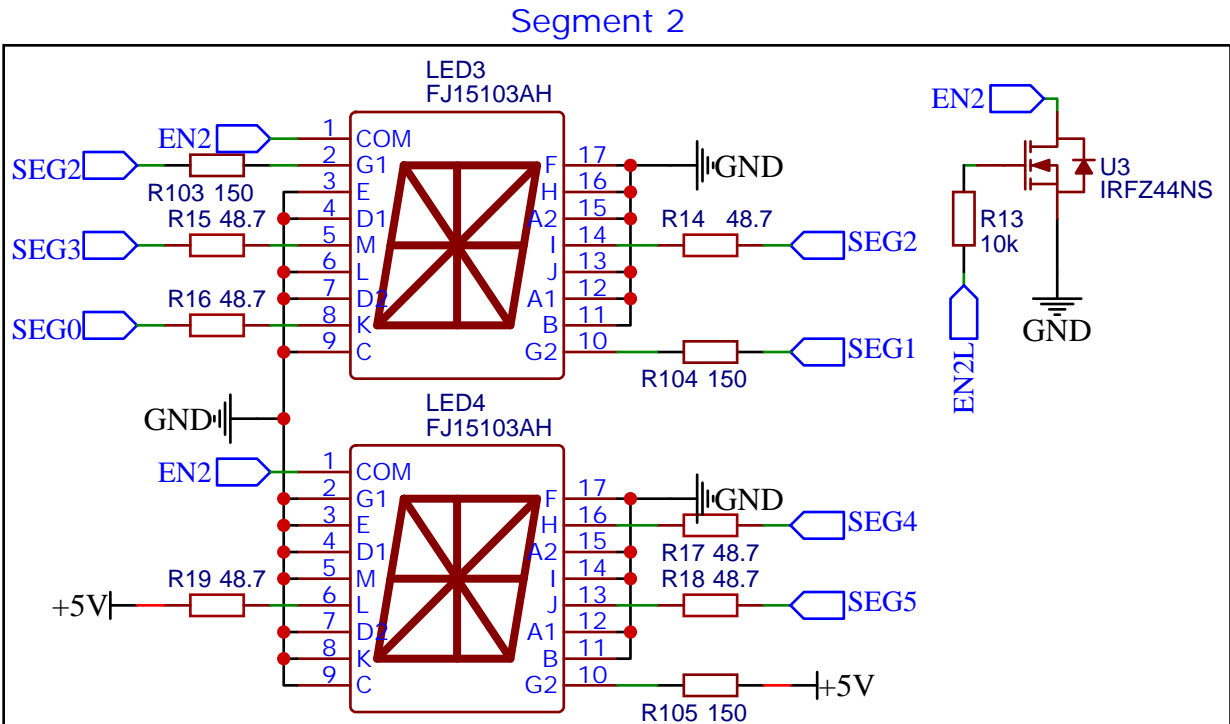 Segment 2
LED3
FJ15103AH
EN2
1
COM
SEG2
2
G1
F
17
GND
R103 150
3
E
H
16
R15 48.7
4
D1
A2
15
R14 48.7
SEG3
5
M
I
14
SEG2
6
L
J
13
R16 48.7
7
D2
A1
12
SEG0
8
K
B
11
9
C
G2
10
SEG1
R104 150
EN2
U3
IRFZ44NS
R13
10k
GND
EN2L
GND
LED4
FJ15103AH
EN2
1
COM
2
G1
F
17
GND
3
E
H
16
SEG4
4
D1
A2
15
R17 48.7
5
M
I
14
R19 48.7
R18 48.7
+5V
6
L
J
13
SEG5
7
D2
A1
12
8
K
B
11
9
C
G2
10
+5V
R105 150